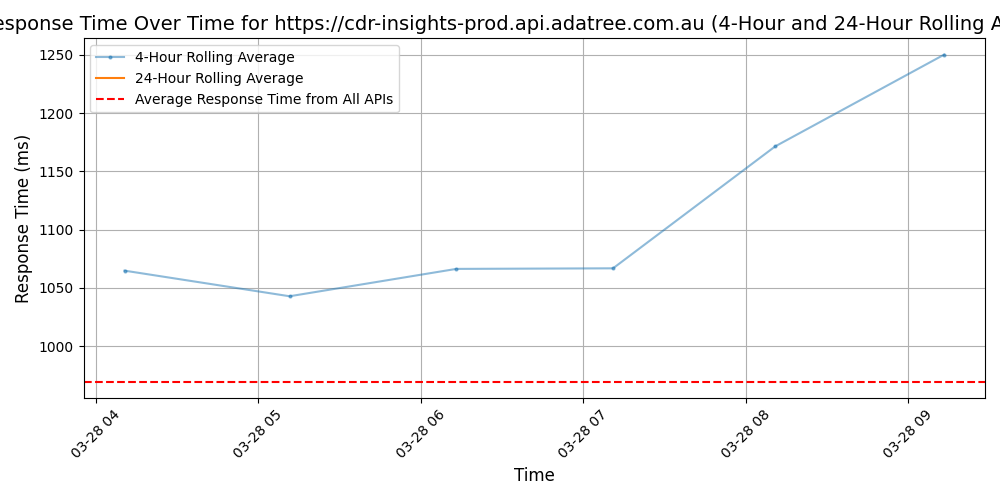 esponse Time Over Time for https://cdr-insights-prod.api.adatree.com.au (4-Hour and 24-Hour Rolling A
4-Hour Rolling Average
24-Hour Rolling Average
Average Response Time from All APIs
Response Time (ms)
1250
1200
1150
1100
1050
1000
03-28 04
03-28 05
03-28 06
03-28 07
03-28 08
03-28 09
Time